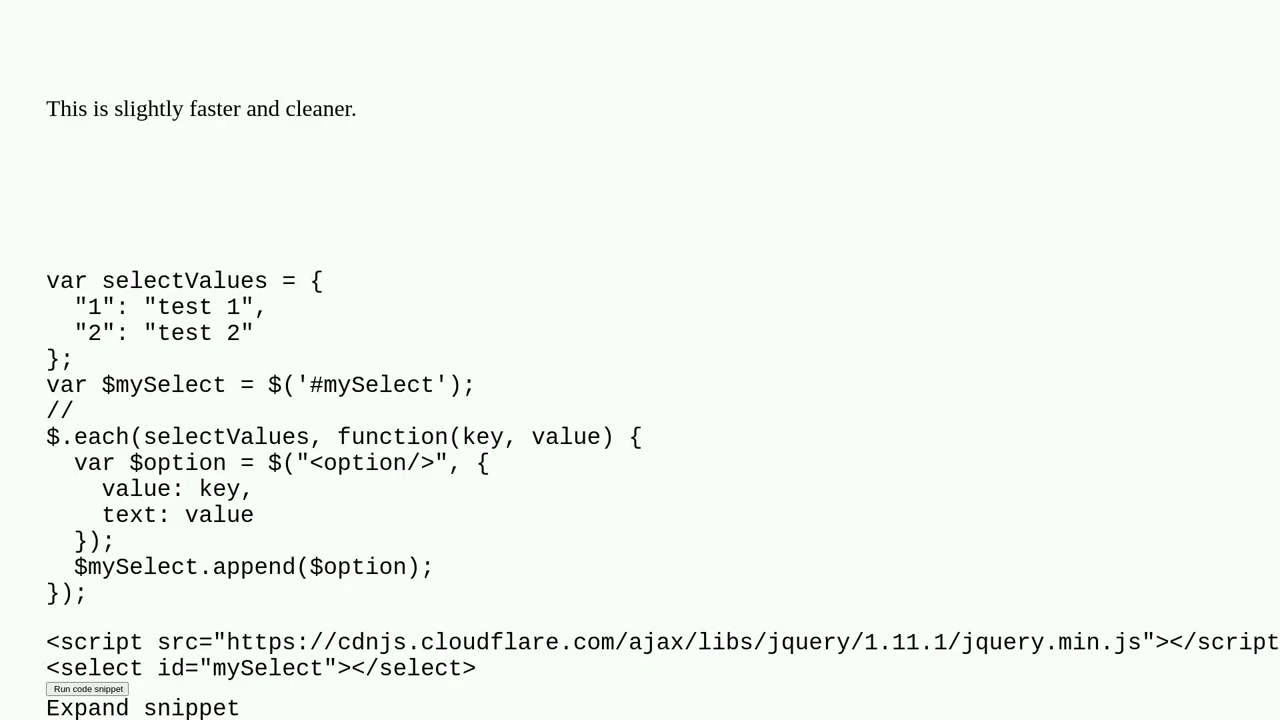 This is slightly faster and cleaner.
var selectValues = {
  "1": "test 1",
  "2": "test 2"
};
var $mySelect = $('#mySelect');
//
$.each(selectValues, function(key, value) {
  var $option = $("<option/>", {
    value: key,
    text: value
  });
  $mySelect.append($option);
});
<script src="https://cdnjs.cloudflare.com/ajax/libs/jquery/1.11.1/jquery.min.js"></script
<select id="mySelect"></select>
Run code snippet
Expand snippet